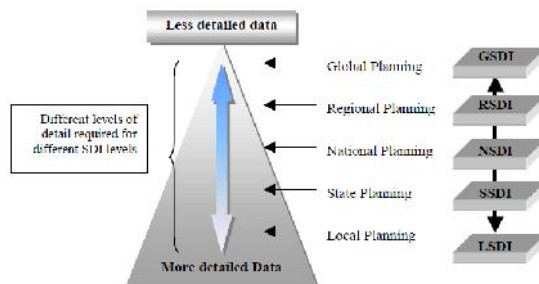 Less detailed data
Different levels of
detail required for
different SDI levels
Global Planning
Regional Planning
National Planning
State Planning
Local Planning
More detailed Data
GSDI
RSDI
NSDI
SSDI
LSDI